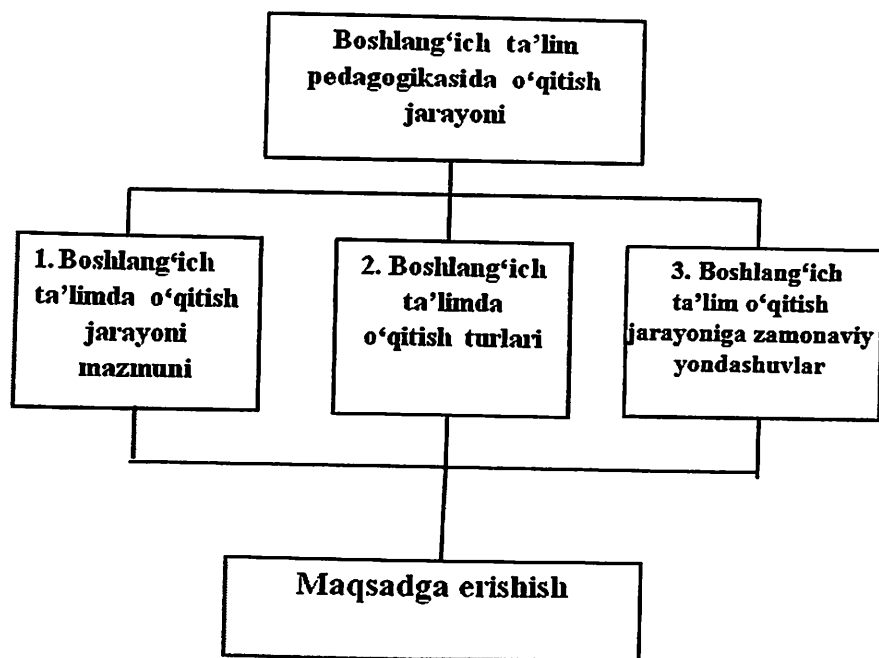 Boshlang‘ich ta’lim
pedagogikasida o‘qitish
jarayoni
1. Boshlang‘ich
ta’limda o‘qitish
jarayoni
mazmuni
2. Boshlang‘ich
ta’limda
o‘qitish turlari
3. Boshlang‘ich
ta’lim o‘qitish
jarayoniga zamonaviy
yondashuvlar
Maqsadga erishish